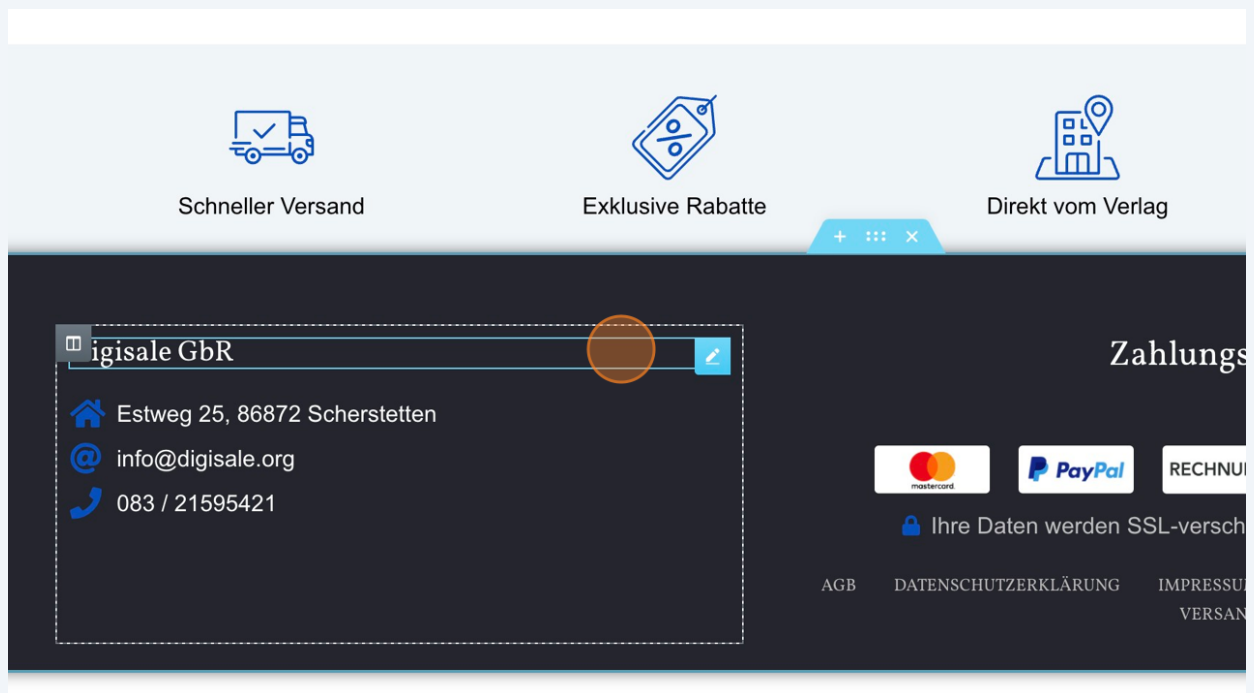 Schneller Versand
Exklusive Rabatte
Direkt vom Verlag
igisale GbR
Estweg 25, 86872 Scherstetten
info@digisale.org
083 / 21595421
Zahlungs
mastercard
PayPal
RECHNU
Ihre Daten werden SSL-versch
AGB DATENSCHUTZERKLÄRUNG IMPRESSU
VERSAN